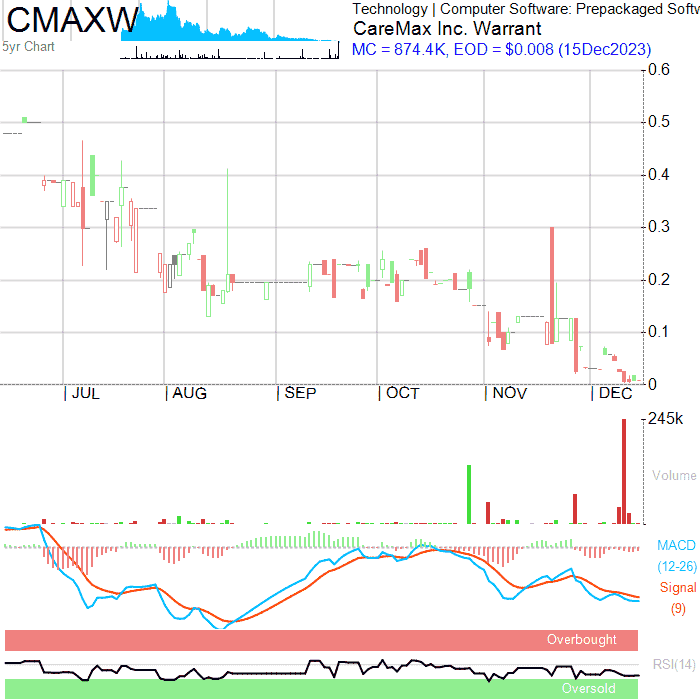 CMAXW
5yr Chart
Technology | Computer Software: Prepackaged Softw
CareMax Inc. Warrant
MC = 874.4K, EOD = $0.008 (15Dec2023)
0.6
0.5
0.4
0.3
0.2
0.1
0
| JUL | AUG | SEP | OCT | NOV | DEC
245k
Volume
MACD
(12-26)
Signal
(9)
Overbought
RSI(14)
Oversold